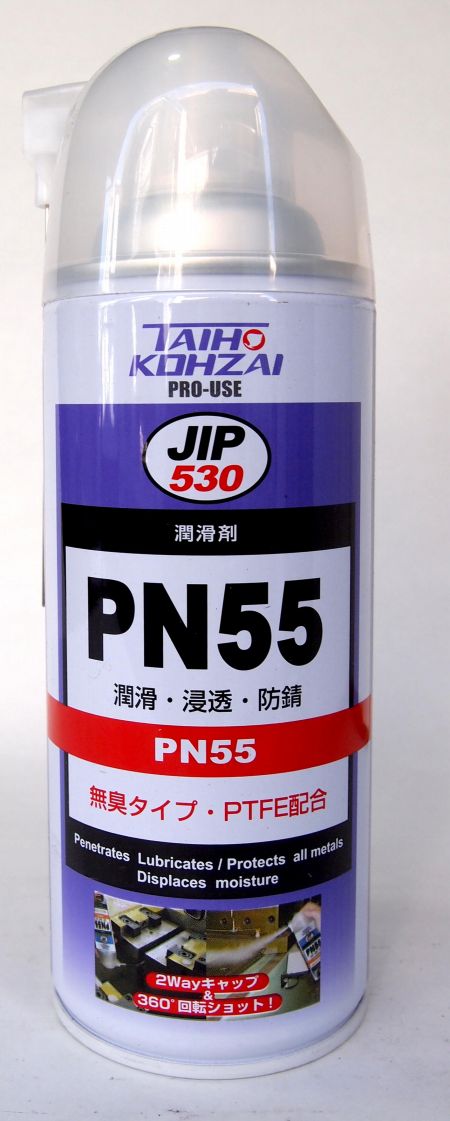 TAIHO
KOHZAI
PRO-USE
JIP
530
潤滑剤
PN55
潤滑・浸透・防錆
PN55
無臭タイプ・PTFE配合
Penetrates Lubricates / Protects all metals
Displaces moisture
PN55
2Wayキャップ
&
360°回転ショット！